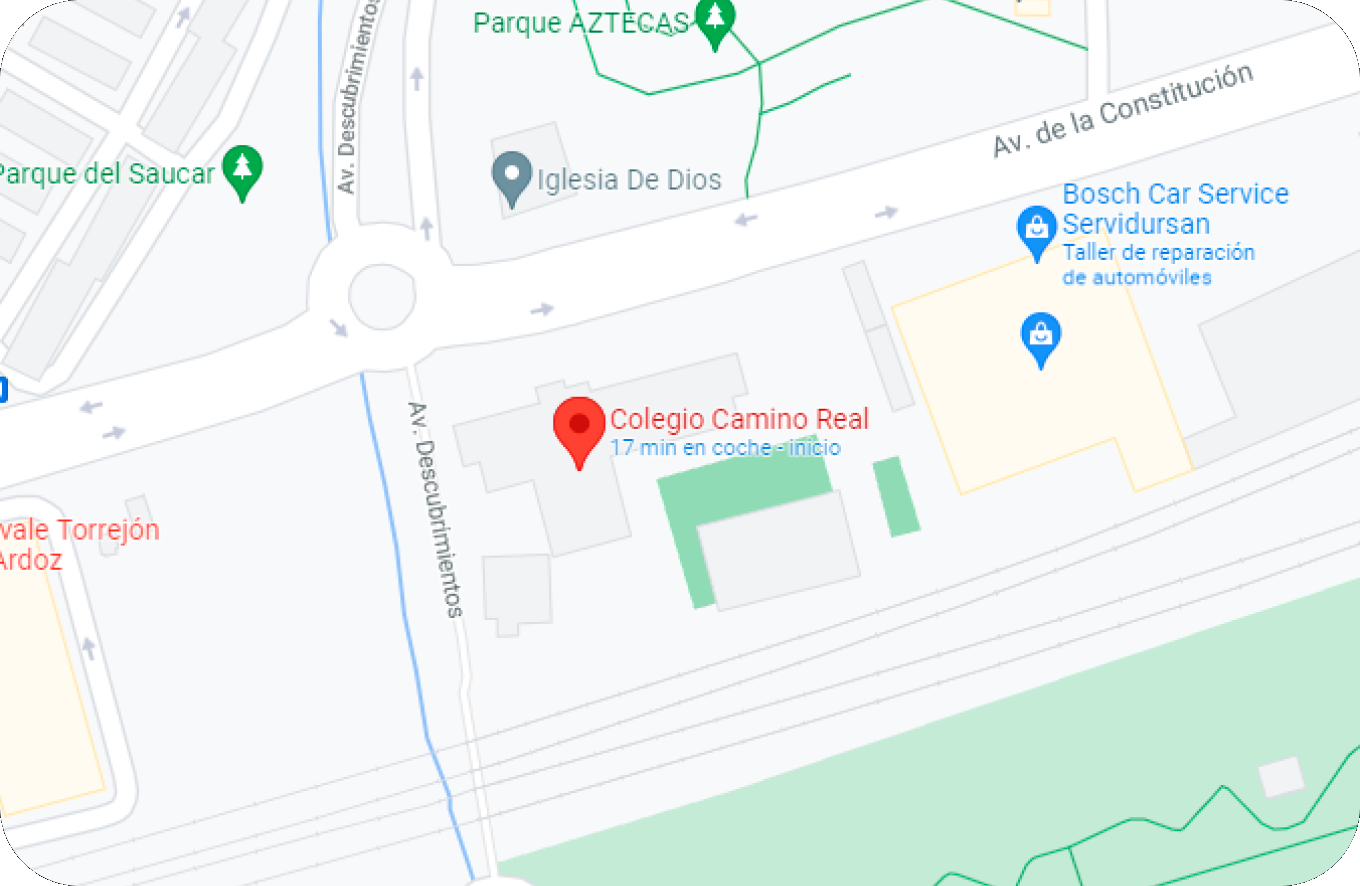 Parque AZTECAS
Av. Descubrimientos
Av. de la Constitución
Parque del Saucar
Iglesia De Dios
Bosch Car Service
Servidursan
Taller de reparación
de automóviles
Colegio Camino Real
17 min en coche - inicio
Av. Descubrimientos
Torrejón
Ardoz